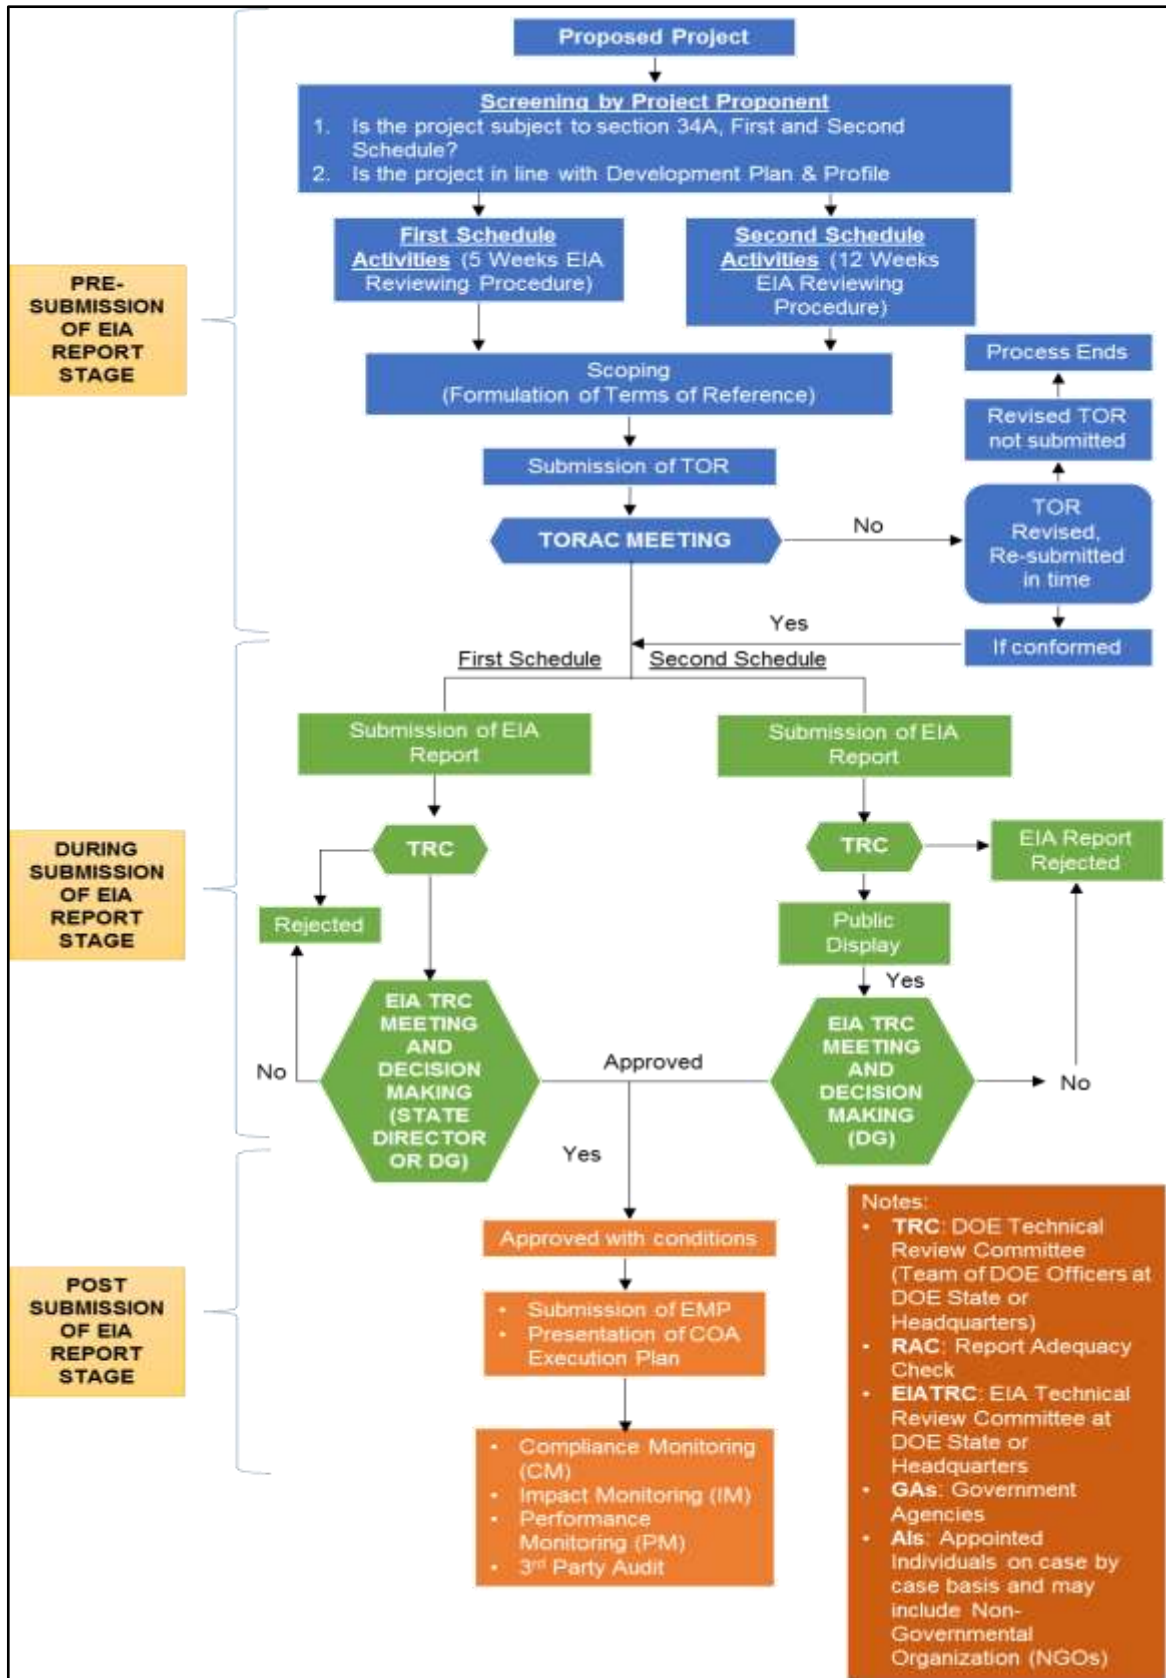 Proposed Project
Screening by Project Proponent
1. Is the project subject to section 34A, First and Second
Schedule?
2. Is the project in line with Development Plan & Profile
First Schedule
Activities (5 Weeks EIA
Reviewing Procedure)
Second Schedule
Activities (12 Weeks
EIA Reviewing
Procedure)
PRE-
SUBMISSION
OF EIA
REPORT
STAGE
Scoping
(Formulation of Terms of Reference)
Process Ends
Revised TOR
not submitted
Submission of TOR
TORAC MEETING
No
TOR
Revised,
Re-submitted
in time
Yes
If conformed
First Schedule
Second Schedule
Submission of EIA
Report
Submission of EIA
Report
DURING
SUBMISSION
OF EIA
REPORT
STAGE
TRC
TRC
EIA Report
Rejected
Rejected
Public
Display
Yes
EIA TRC
MEETING
AND
DECISION
MAKING
(STATE
DIRECTOR
OR DG)
No
Approved
EIA TRC
MEETING
AND
DECISION
MAKING
(DG)
No
Yes
POST
SUBMISSION
OF EIA
REPORT
STAGE
Approved with conditions
• Submission of EMP
• Presentation of COA
Execution Plan
• Compliance Monitoring
(CM)
• Impact Monitoring (IM)
• Performance
Monitoring (PM)
• 3rd Party Audit
Notes:
• TRC: DOE Technical
Review Committee
(Team of DOE Officers at
DOE State or
Headquarters)
• RAC: Report Adequacy
Check
• EIATRC: EIA Technical
Review Committee at
DOE State or
Headquarters
• GAs: Government
Agencies
• AIs: Appointed
Individuals on case by
case basis and may
include Non-
Governmental
Organization (NGOs)